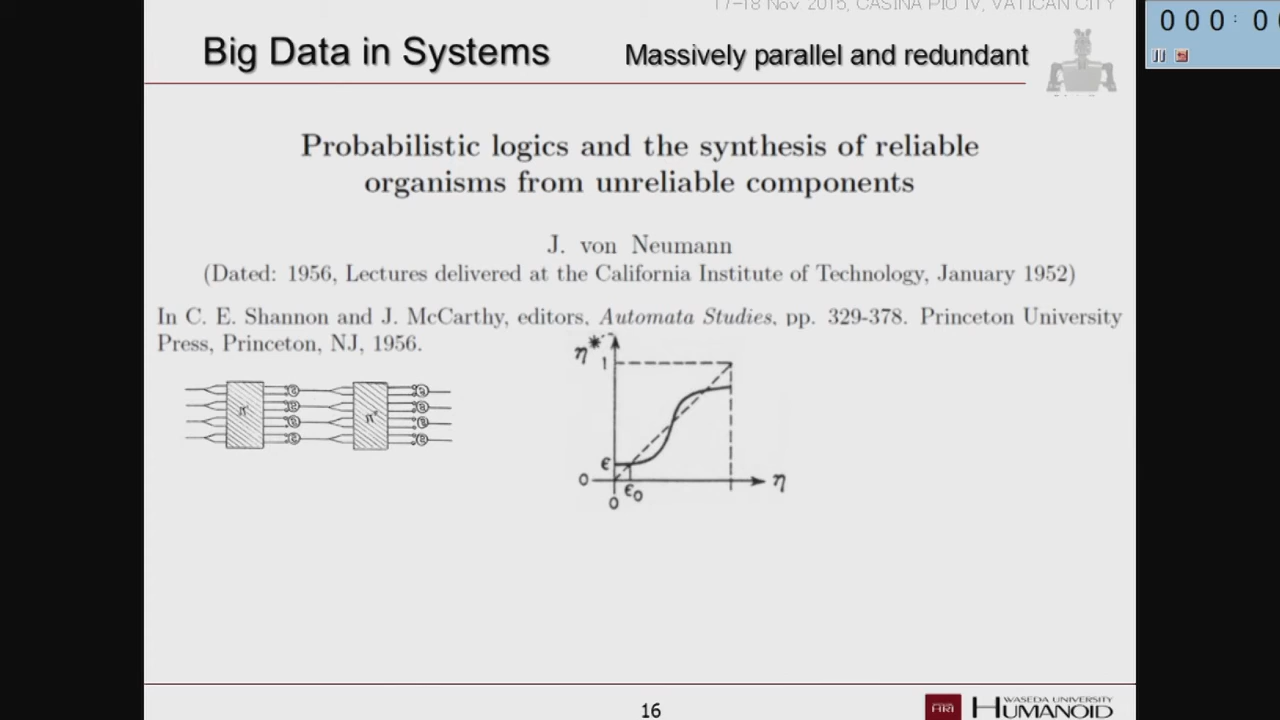 17-18 Nov. 2015, CASINA PIO IV, VATICAN CITY
000:0
Big Data in Systems Massively parallel and redundant
Probabilistic logics and the synthesis of reliable
organisms from unreliable components
J. von Neumann
(Dated: 1956, Lectures delivered at the California Institute of Technology, January 1952)
In C. E. Shannon and J. McCarthy, editors, Automata Studies, pp. 329-378. Princeton University
Press, Princeton, NJ, 1956.
η*
1
ϵ
0
ϵ0
0
η
16
WASEDA UNIVERSITY
HUMANOID